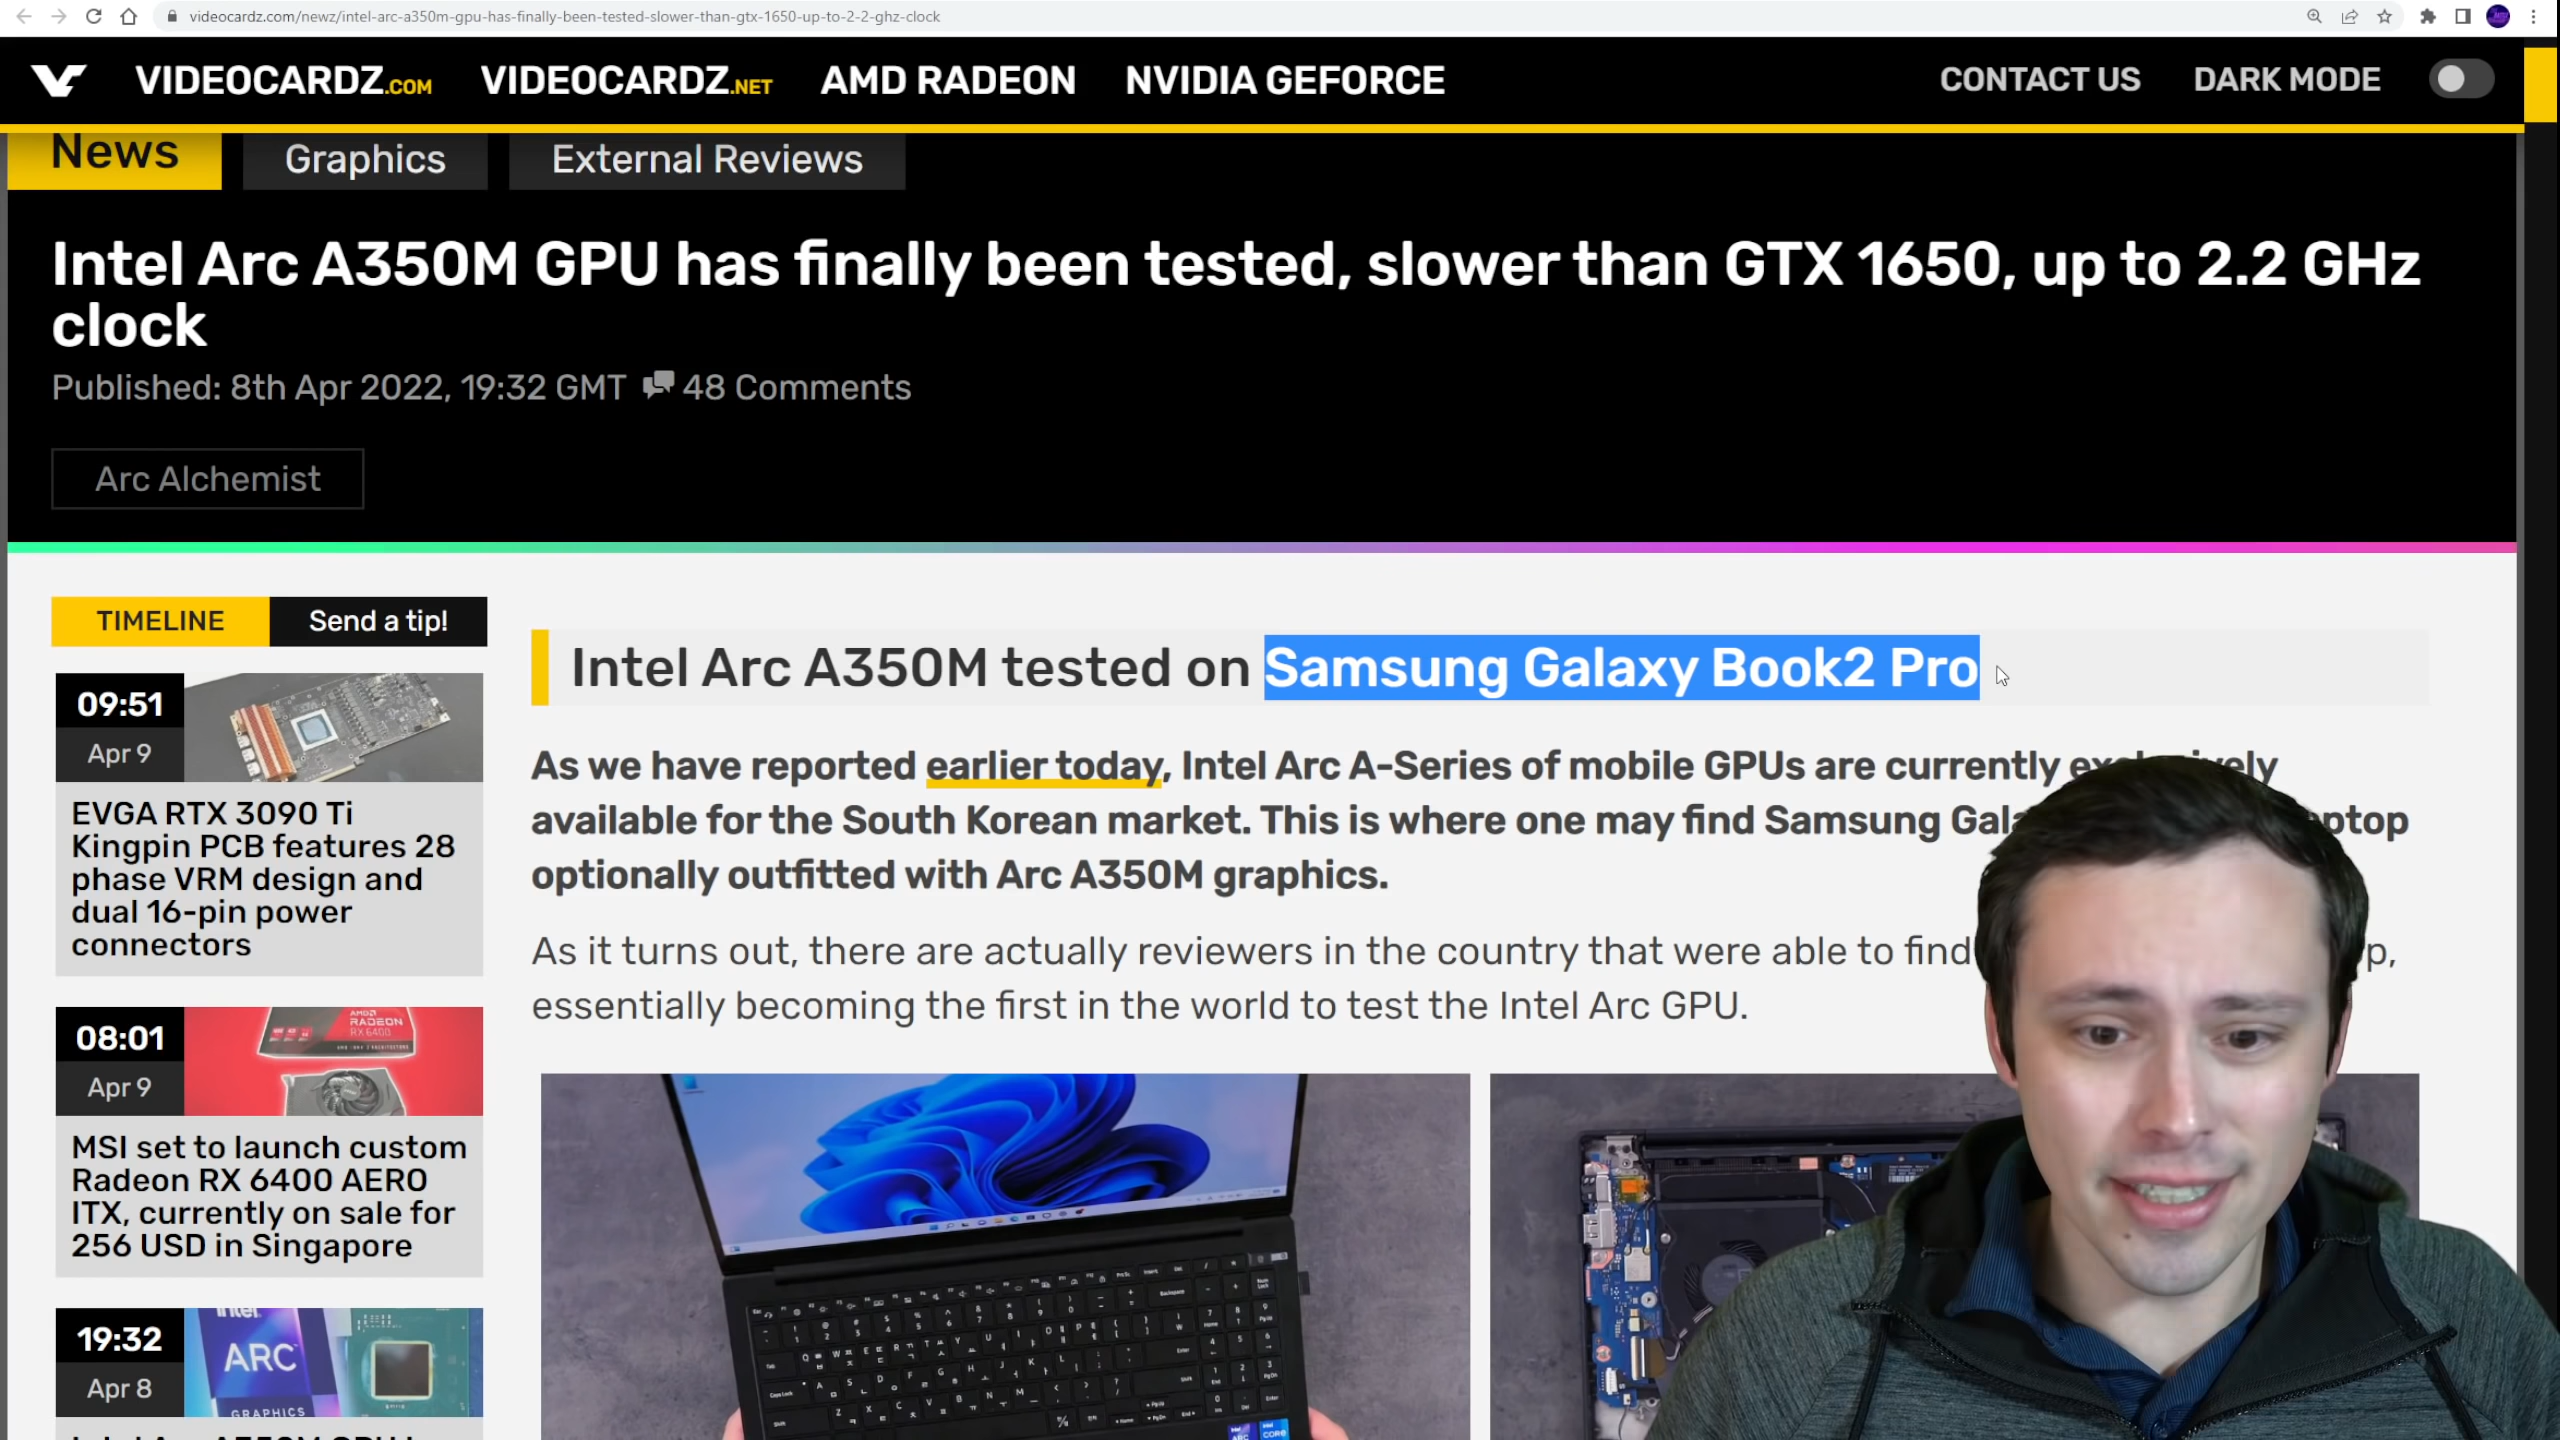 videocardz.com/newz/intel-arc-a350m-gpu-has-finally-been-tested-slower-than-gtx-1650-up-to-2-2-ghz-clock
VIDEOCARDZ.COM VIDEOCARDZ.NET AMD RADEON NVIDIA GEFORCE CONTACT US DARK MODE
News Graphics External Reviews
Intel Arc A350M GPU has finally been tested, slower than GTX 1650, up to 2.2 GHz
clock
Published: 8th Apr 2022, 19:32 GMT 48 Comments
Arc Alchemist
TIMELINE Send a tip!
09:51
Apr 9
EVGA RTX 3090 Ti
Kingpin PCB features 28
phase VRM design and
dual 16-pin power
connectors
08:01
Apr 9
AMD
RADEON
RX 6400
MSI set to launch custom
Radeon RX 6400 AERO
ITX, currently on sale for
256 USD in Singapore
19:32
Apr 8
intel
ARC
GRAPHICS
Intel Arc A350M tested on Samsung Galaxy Book2 Pro
As we have reported earlier today, Intel Arc A-Series of mobile GPUs are currently
available for the South Korean market. This is where one may find Samsung
optionally outfitted with Arc A350M graphics.
As it turns out, there are actually reviewers in the country that were able to find
essentially becoming the first in the world to test the Intel Arc GPU.
ARC
CORE